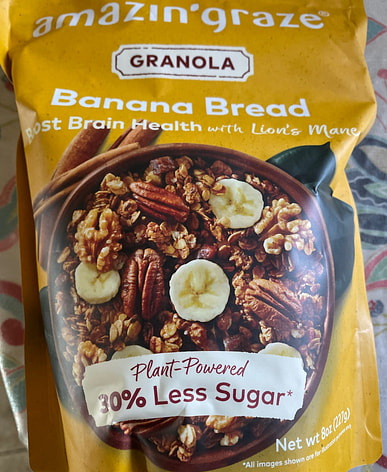 amazin'graze®
GRANOLA
Banana Bread
Boost Brain Health with Lion's Mane
Plant-Powered
30% Less Sugar*
Net wt 8oz (227g)
*All images shown are for